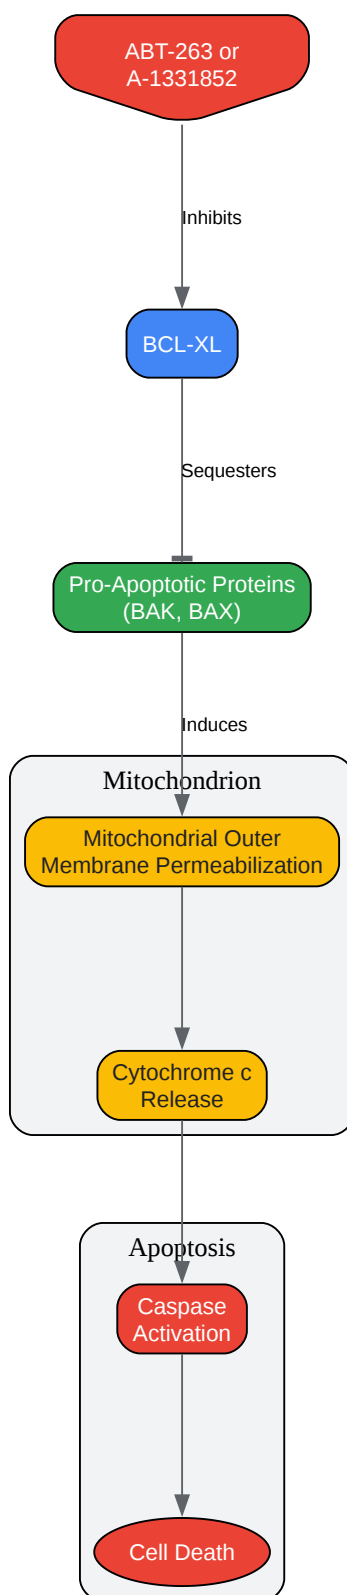 ABT-263 or
A-1331852
Inhibits
BCL-XL
Sequesters
Pro-Apoptotic Proteins
(BAK, BAX)
Induces
Mitochondrion
Mitochondrial Outer
Membrane Permeabilization
Cytochrome c
Release
Apoptosis
Caspase
Activation
Cell Death